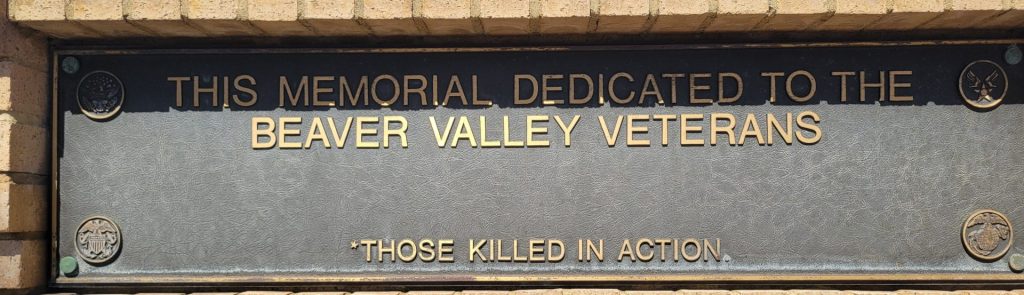 THIS MEMORIAL DEDICATED TO THE
BEAVER VALLEY VETERANS
*THOSE KILLED IN ACTION